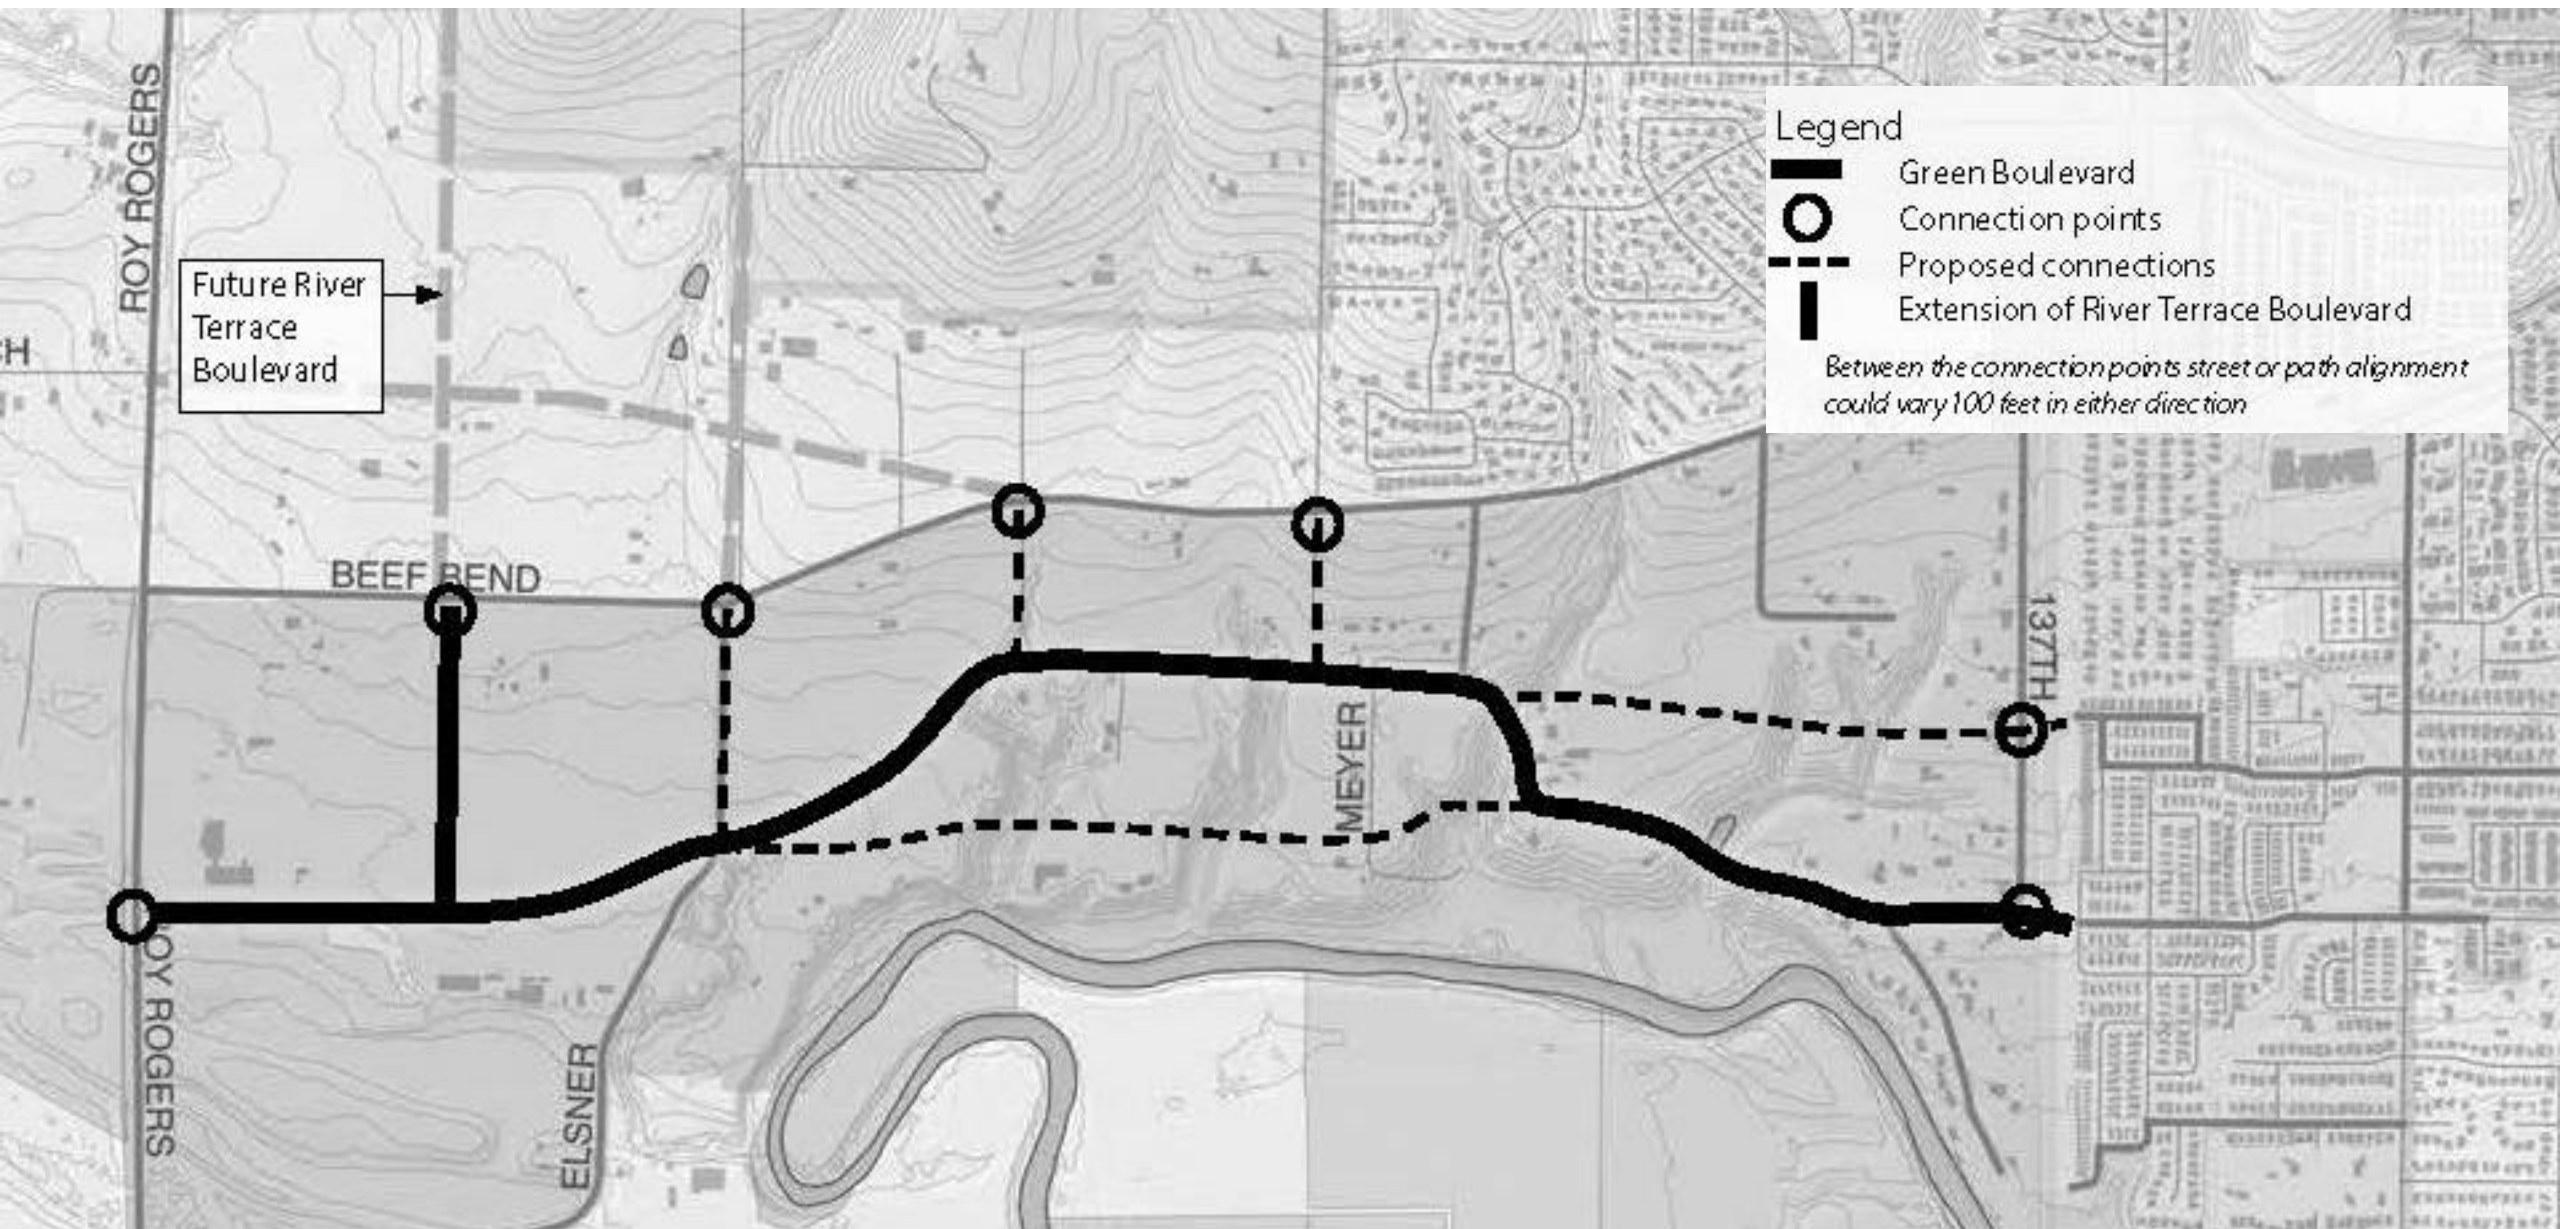 ROY ROGERS
Future River
Terrace
Boulevard
CH
BEEF BEND
Legend
Green Boulevard
Connection points
Proposed connections
Extension of River Terrace Boulevard
Between the connection points street or path alignment
could vary 100 feet in either direction
137TH
MEYER
OY ROGERS
ELSNER